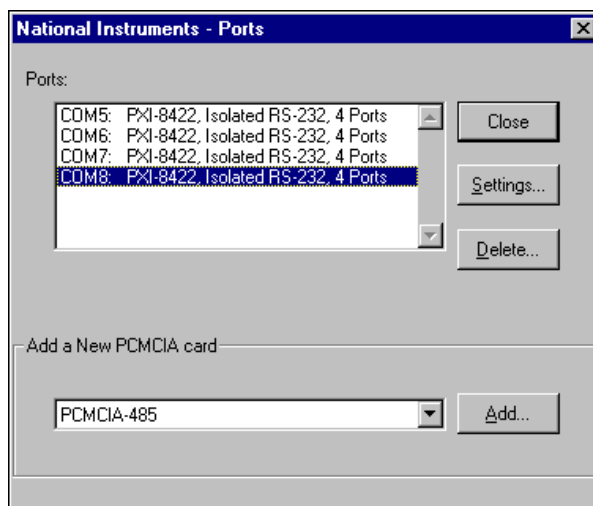 National Instruments - Ports
Ports:
COM5: PXI-8422, Isolated RS-232, 4 Ports
COM6: PXI-8422, Isolated RS-232, 4 Ports
COM7: PXI-8422, Isolated RS-232, 4 Ports
COM8: PXI-8422, Isolated RS-232, 4 Ports
Close
Settings...
Delete...
Add a New PCMCIA card
PCMCIA-485
Add...